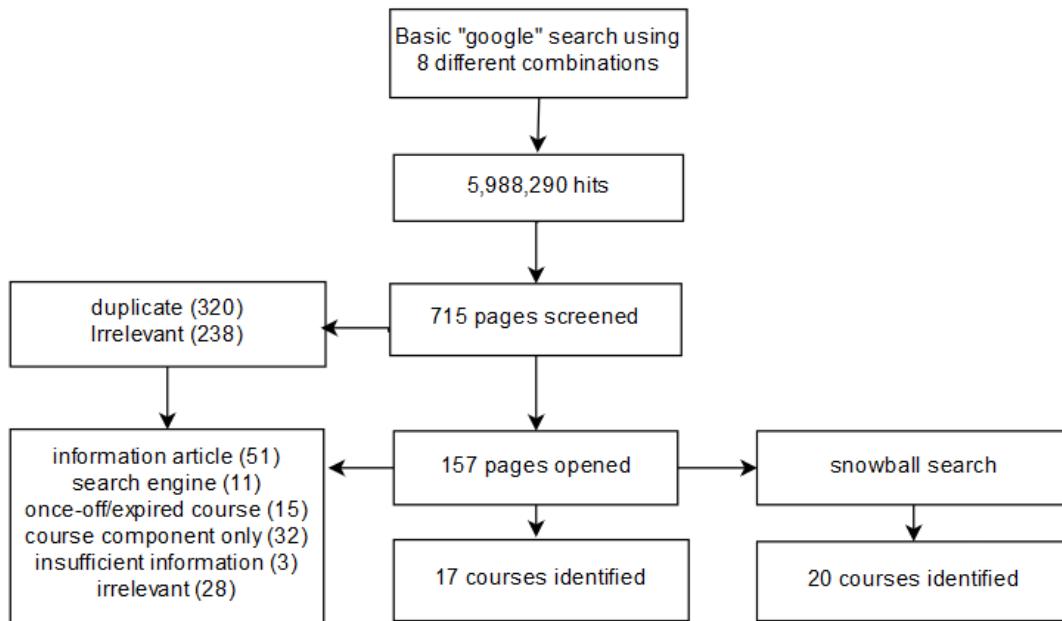 Basic "google" search using
8 different combinations
5,988,290 hits
duplicate (320)
Irrelevant (238)
715 pages screened
information article (51)
search engine (11)
once-off/expired course (15)
course component only (32)
insufficient information (3)
irrelevant (28)
157 pages opened
snowball search
17 courses identified
20 courses identified